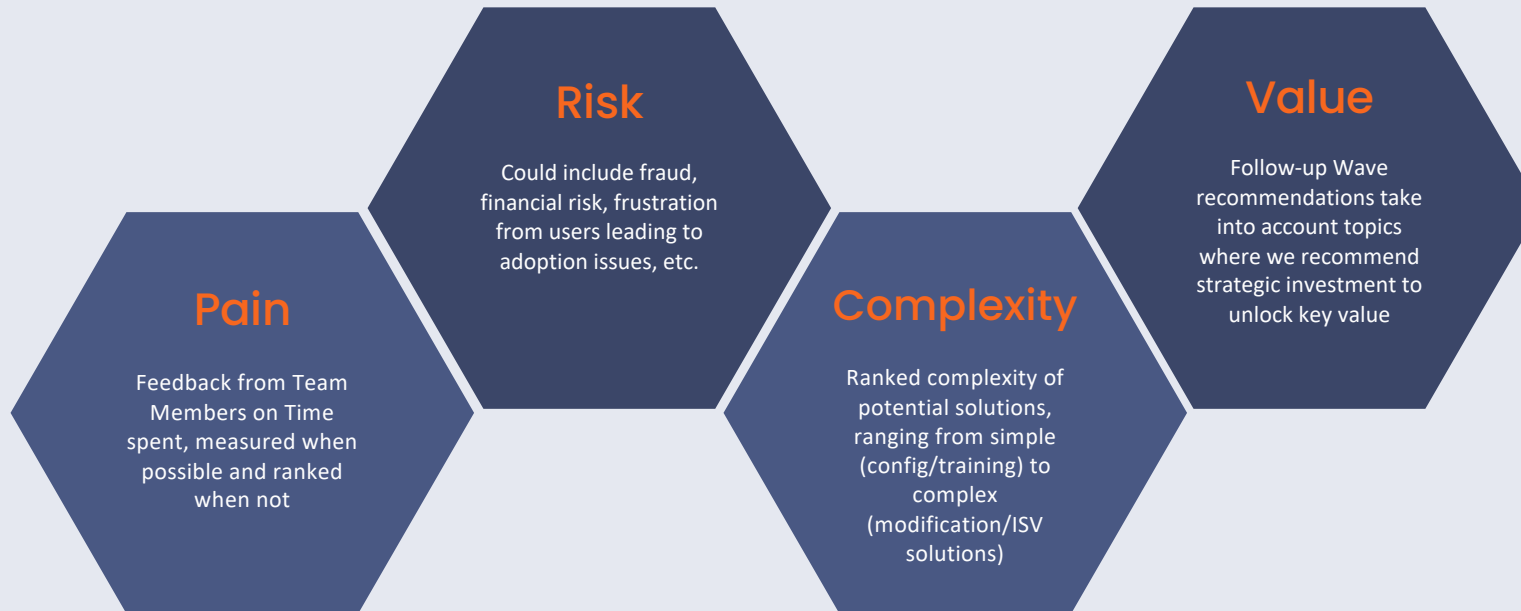 Pain
Feedback from Team
Members on Time
spent, measured when
possible and ranked
when not
Risk
Could include fraud,
financial risk, frustration
from users leading to
adoption issues, etc.
Complexity
Ranked complexity of
potential solutions,
ranging from simple
(config/training) to
complex
(modification/ISV
solutions)
Value
Follow-up Wave
recommendations take
into account topics
where we recommend
strategic investment to
unlock key value